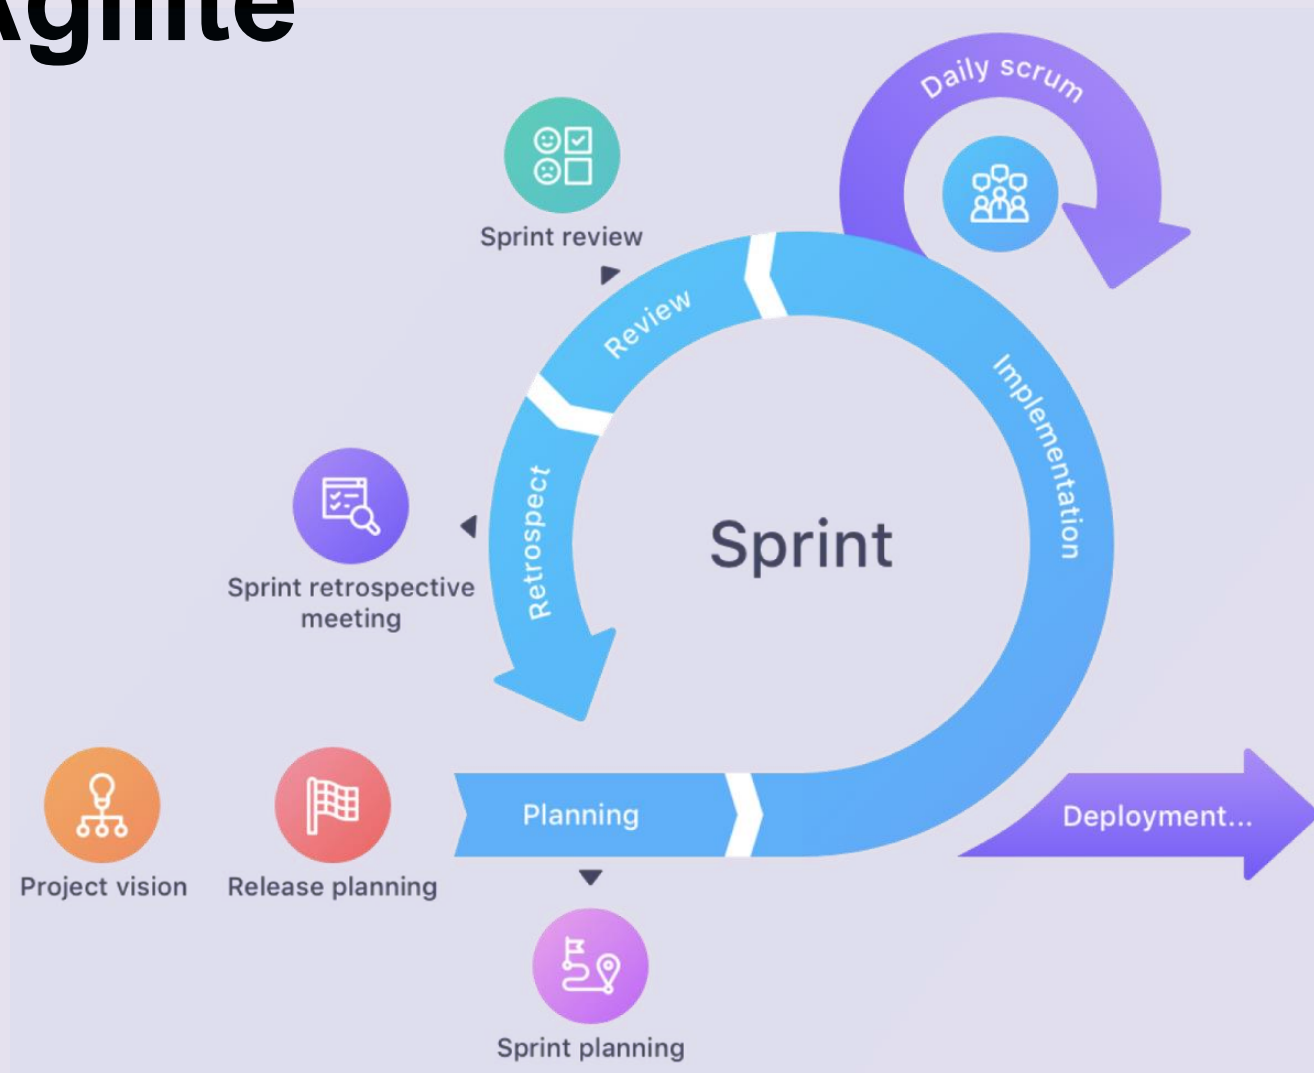 Agilité
Daily scrum
Sprint review
Review
Implementation
Retrospect
Sprint
Sprint retrospective
meeting
Planning
Deployment...
Project vision
Release planning
Sprint planning